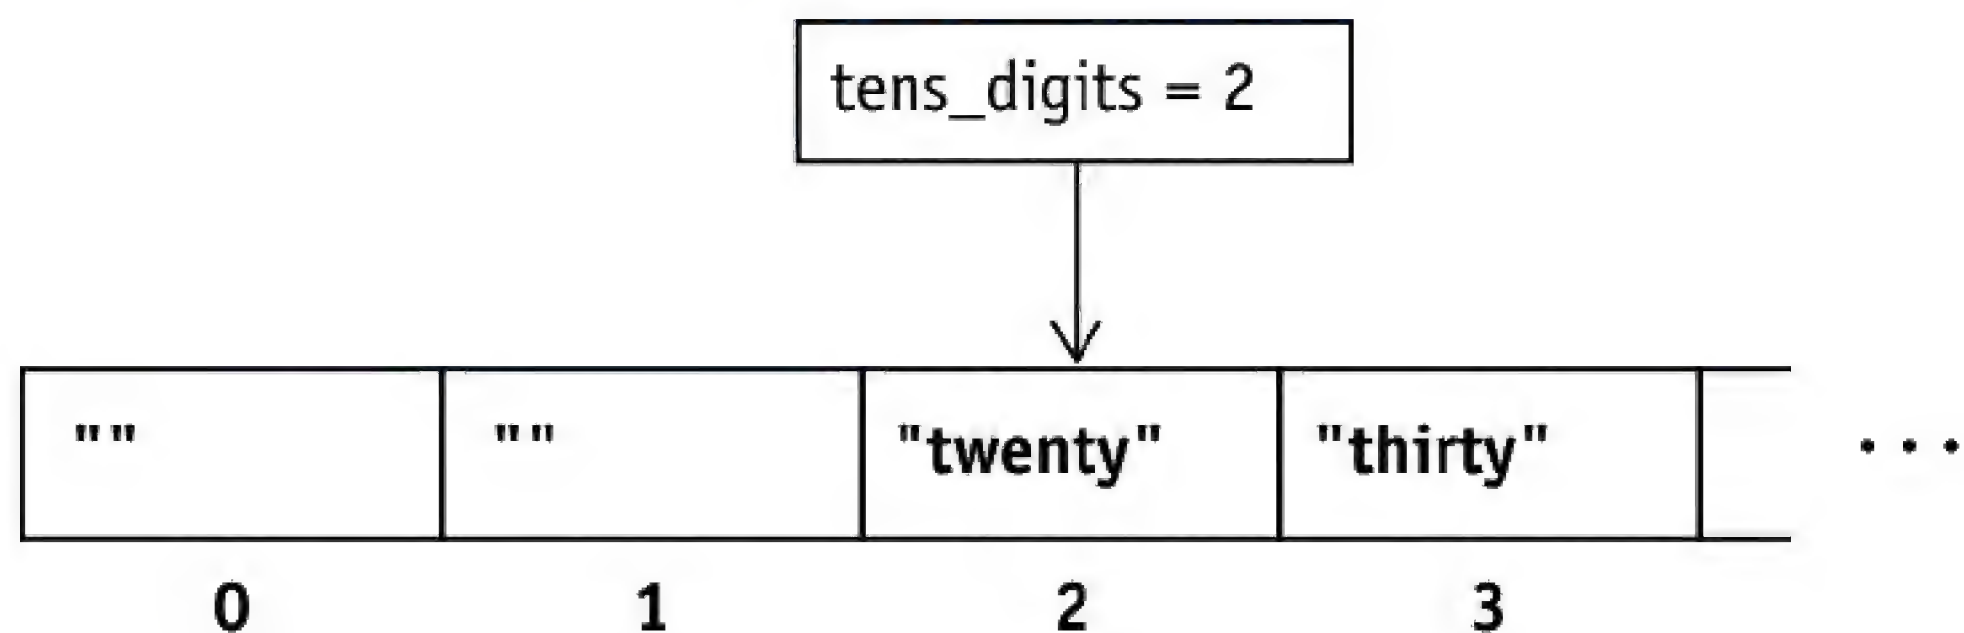 tens_digits = 2
"" "" "twenty" "thirty" ...
0 1 2 3